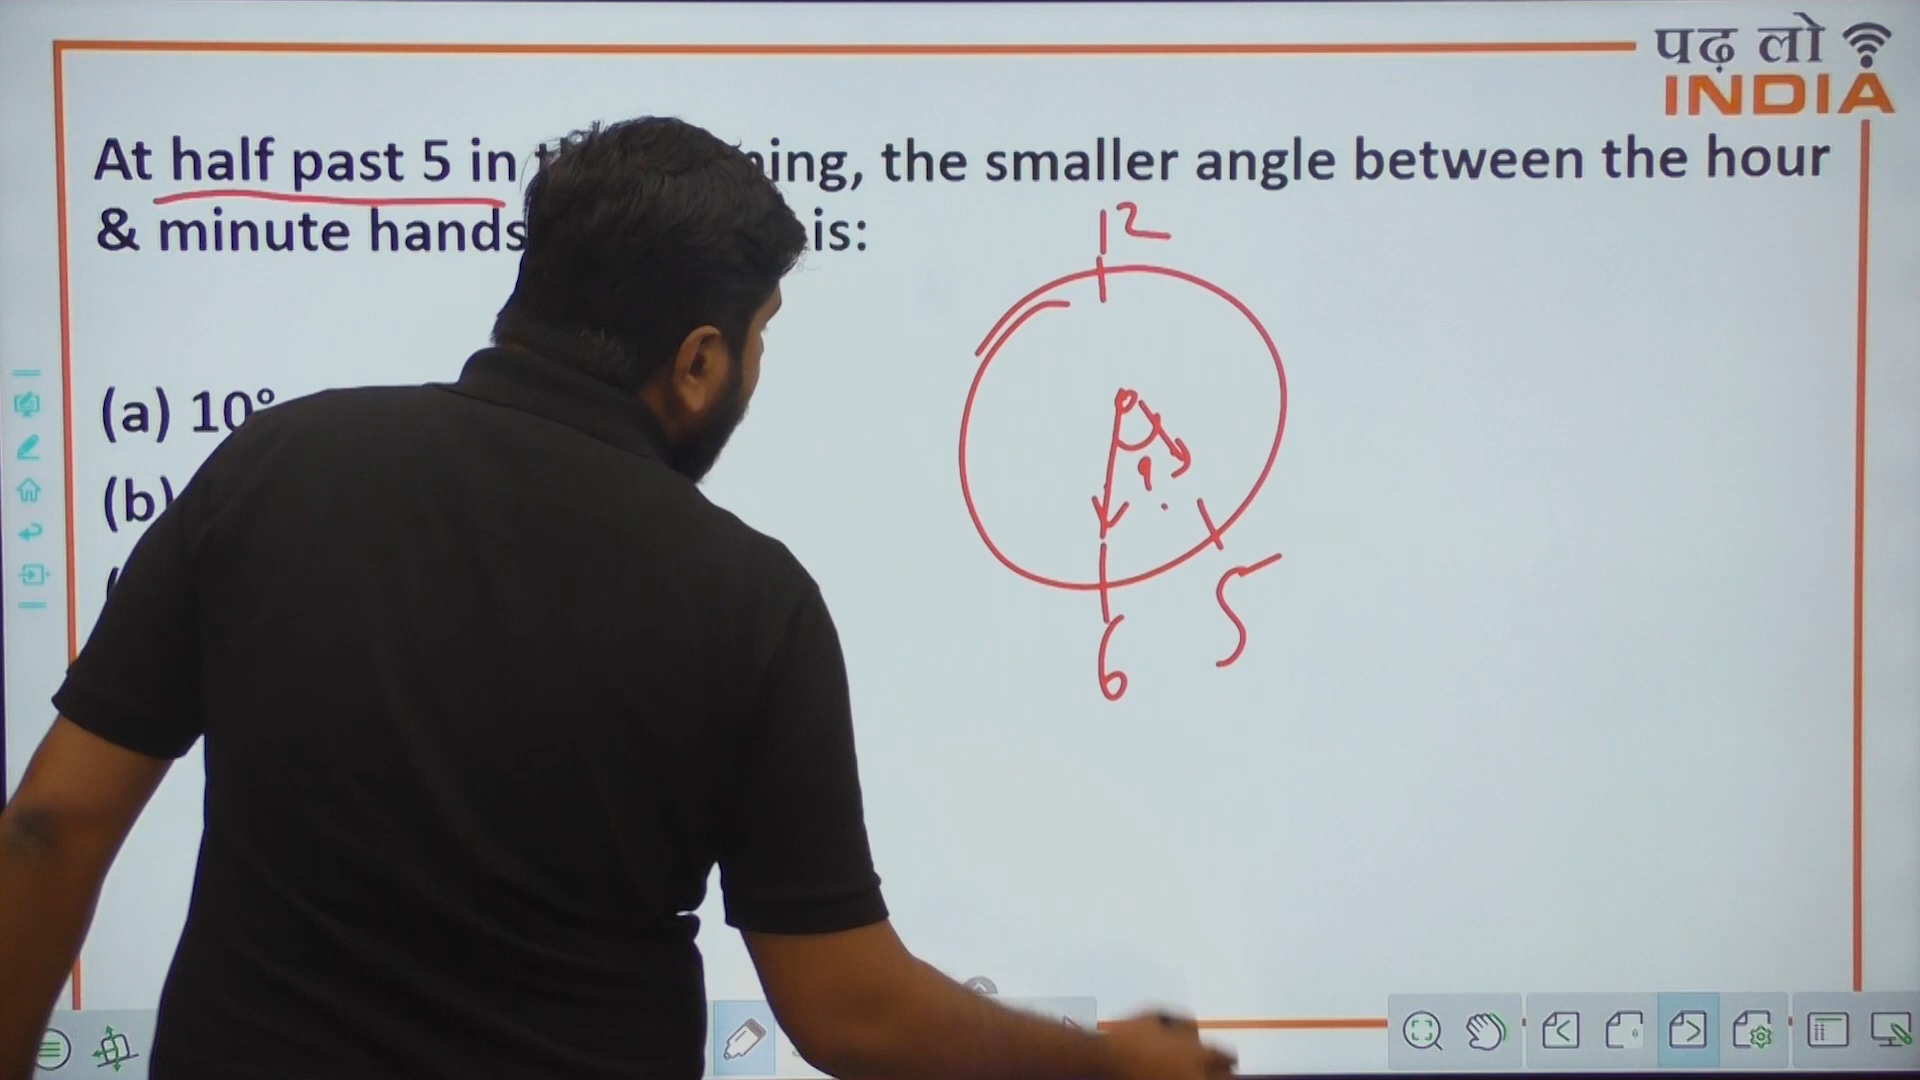 पढ़ लो
INDIA
At half past 5 in the smaller angle between the hour
& minute hands is:
12
(a) 10°
(b)
?
5
6